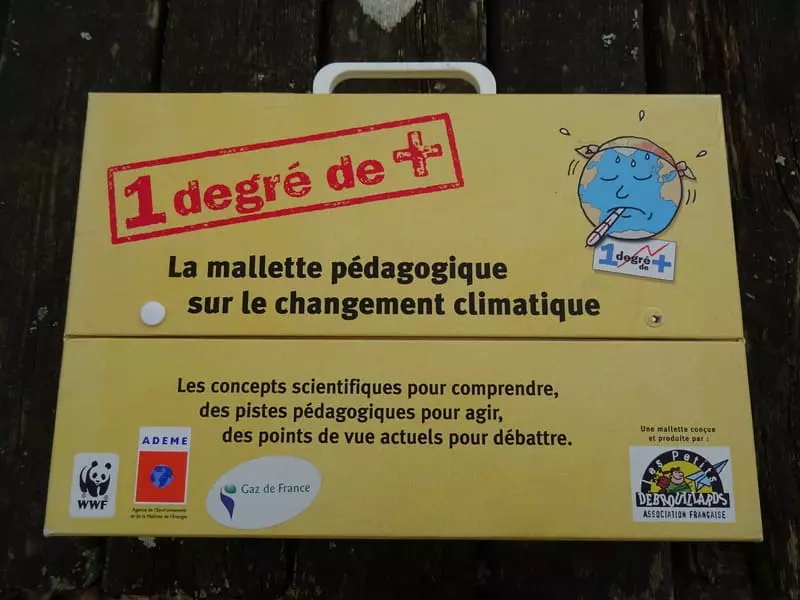 1 degré de +
1 degré de +
La mallette pédagogique
sur le changement climatique
Les concepts scientifiques pour comprendre,
des pistes pédagogiques pour agir,
des points de vue actuels pour débattre.
WWF
ADEME
Agence de l'Environnement
et de la Maîtrise de l'Energie
Gaz de France
Une mallette conçue
et produite par :
Les Petits
DEBROUILLARDS
ASSOCIATION FRANÇAISE